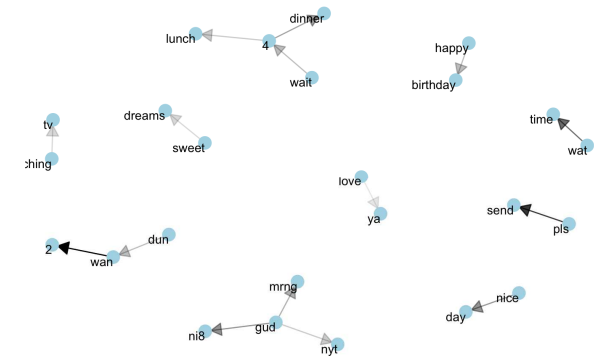 dinner
lunch
4
happy
wait
birthday
dreams
time
tv
sweet
wat
ching
love
send
ya
pls
dun
2
wan
mrng
nice
day
gud
ni8
nyt